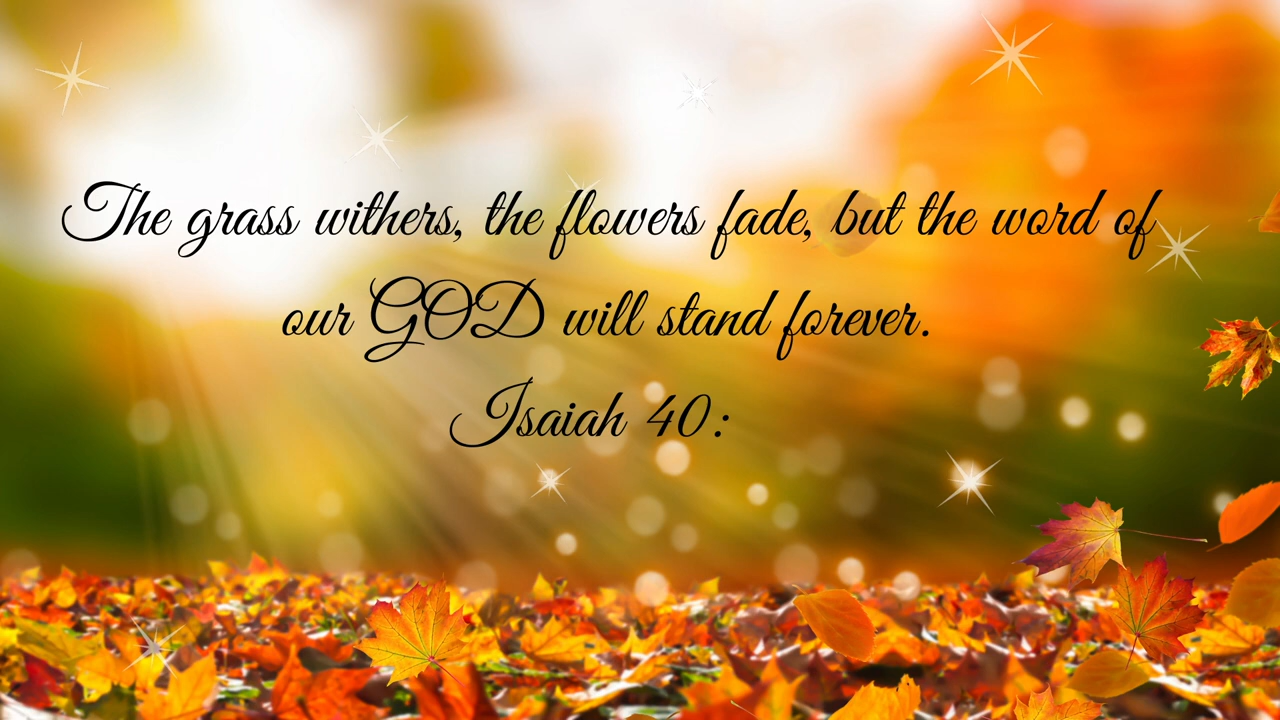 The grass withers, the flowers fade, but the word of
our GOD will stand forever.
Isaiah 40: